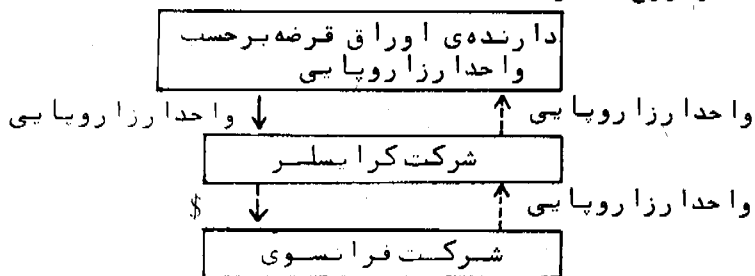 دارنده‌ی اوراق قرضه برحسب
واحد ارز اروپایی
واحد ارز اروپایی
واحد ارز اروپایی
شرکت کرایسلر
واحد ارز اروپایی
$
شرکت فرانسوی